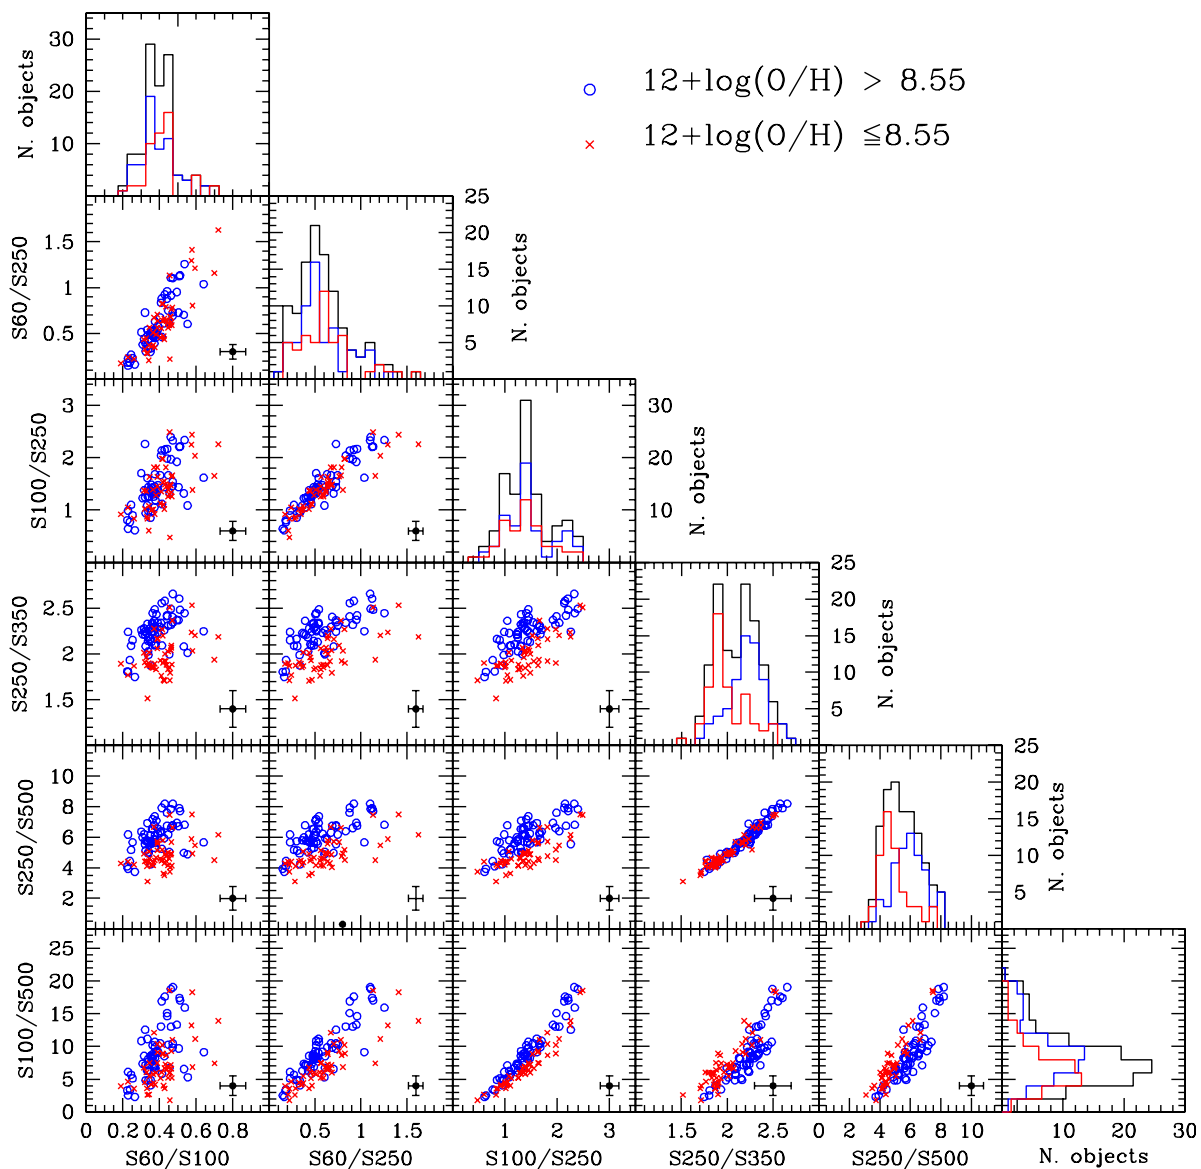 30
20
10
N. objects
12+log(O/H) > 8.55
12+log(O/H) ≦8.55
1.5
1
0.5
S60/S250
25
20
15
10
5
N. objects
3
2
1
S100/S250
30
20
10
N. objects
2.5
2
1.5
S250/S350
25
20
15
10
5
N. objects
10
8
6
4
2
S250/S500
25
20
15
10
5
N. objects
25
20
15
10
5
0
S100/S500
0 0.2 0.4 0.6 0.8
0.5 1 1.5
1 2 3
1.5 2 2.5
0 2 4 6 8 10
10 20 30
S60/S100
S60/S250
S100/S250
S250/S350
S250/S500
N. objects